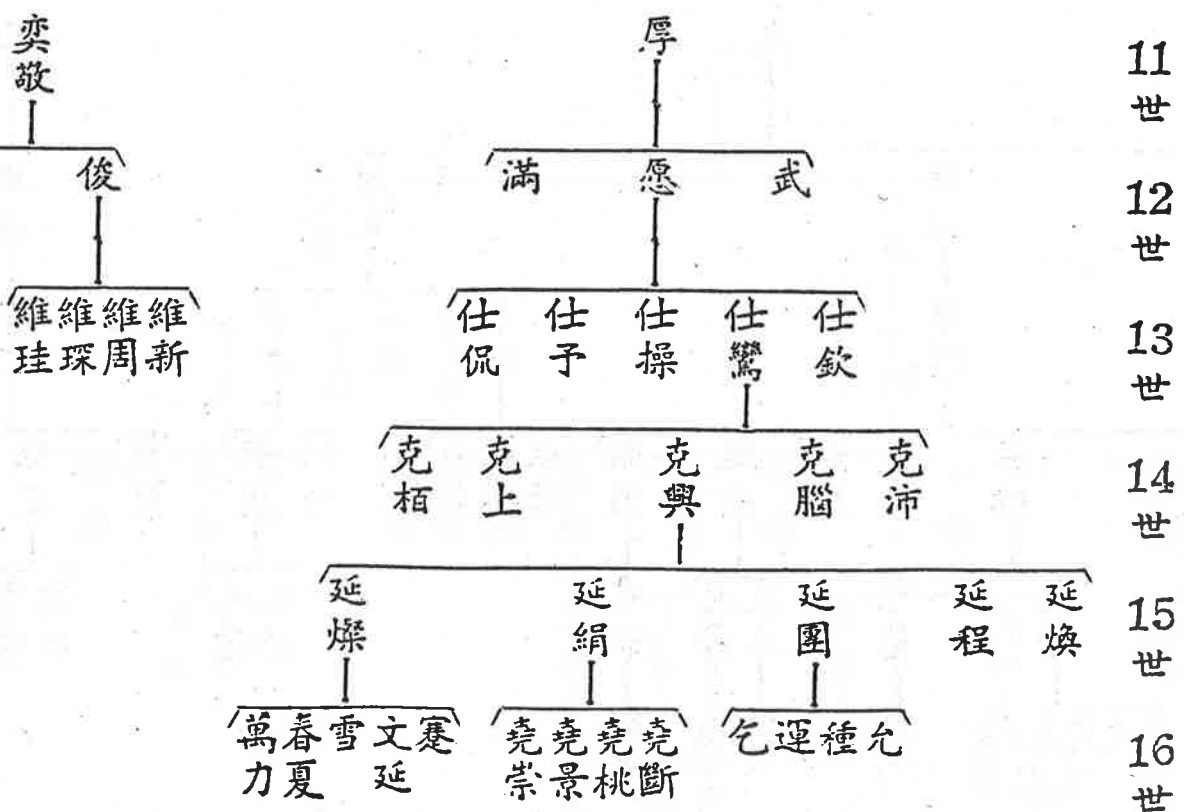 11世
厚
奕敬
12世
武
愿
滿
俊
13世
仕欽
仕鸞
仕操
仕予
仕侃
維新
維周
維琛
維珪
14世
克沛
克腦
克興
克上
克栢
15世
延煥
延程
延團
延絹
延燦
16世
允
種
運
乞
堯斷
堯桃
堯景
堯崇
蹇
文延
雪
春夏
萬力